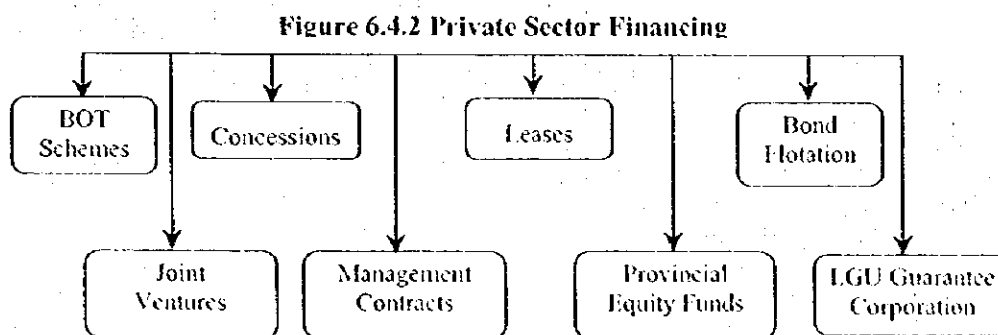 Figure 6.4.2 Private Sector Financing
BOT
Schemes
Concessions
Leases
Bond
Flotation
Joint
Ventures
Management
Contracts
Provincial
Equity Funds
LGU Guarantee
Corporation